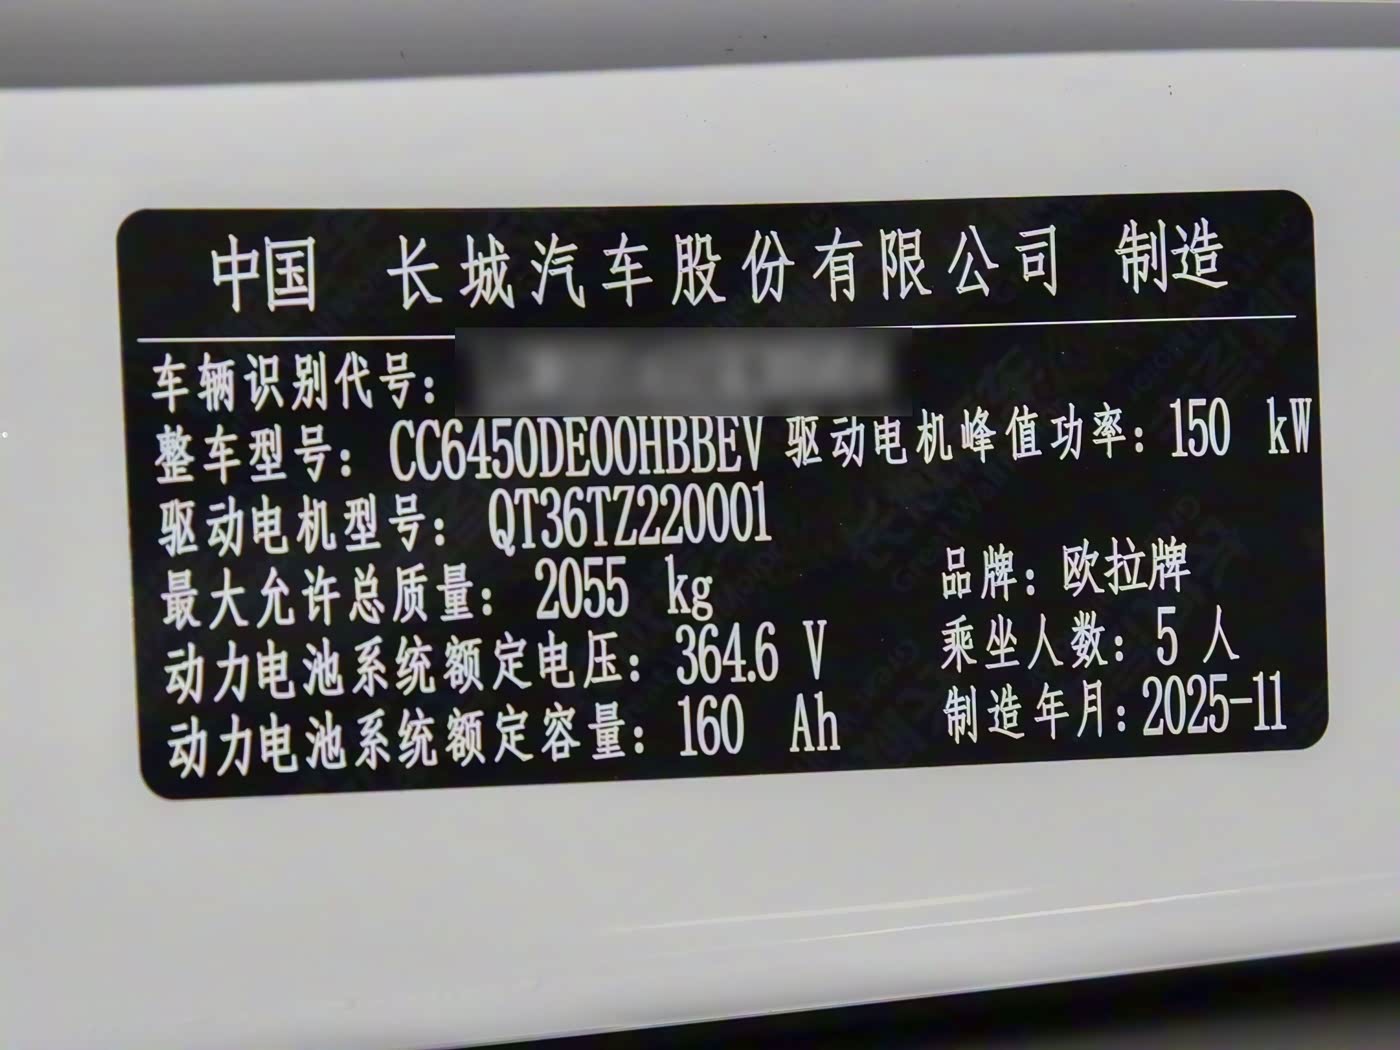 中国 长城汽车股份有限公司 制造
车辆识别代号：
整车型号：CC6450DE00HBBEV 驱动电机峰值功率：150 kW
驱动电机型号：QT36TZ220001
最大允许总质量：2055 kg 品牌：欧拉牌
动力电池系统额定电压：364.6 V 乘坐人数：5 人
动力电池系统额定容量：160 Ah 制造年月：2025-11